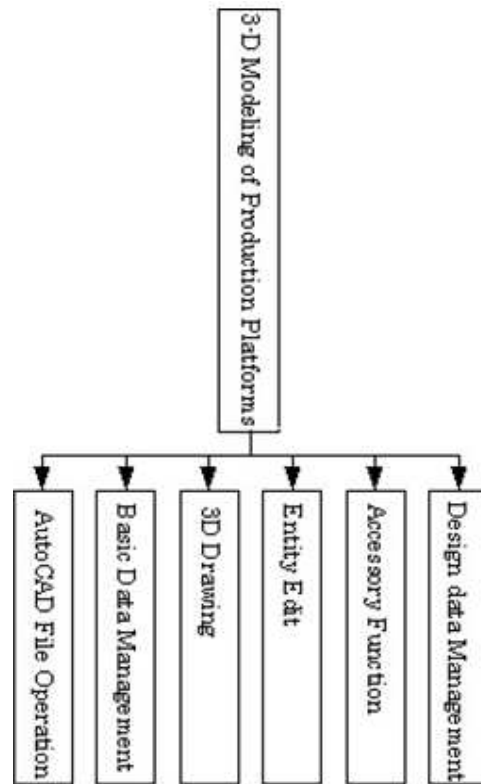 3-D Modeling of Production Platforms
AutoCAD File Operation
Basic Data Management
3D Drawing
Entity Edit
Accessory Function
Design data Management